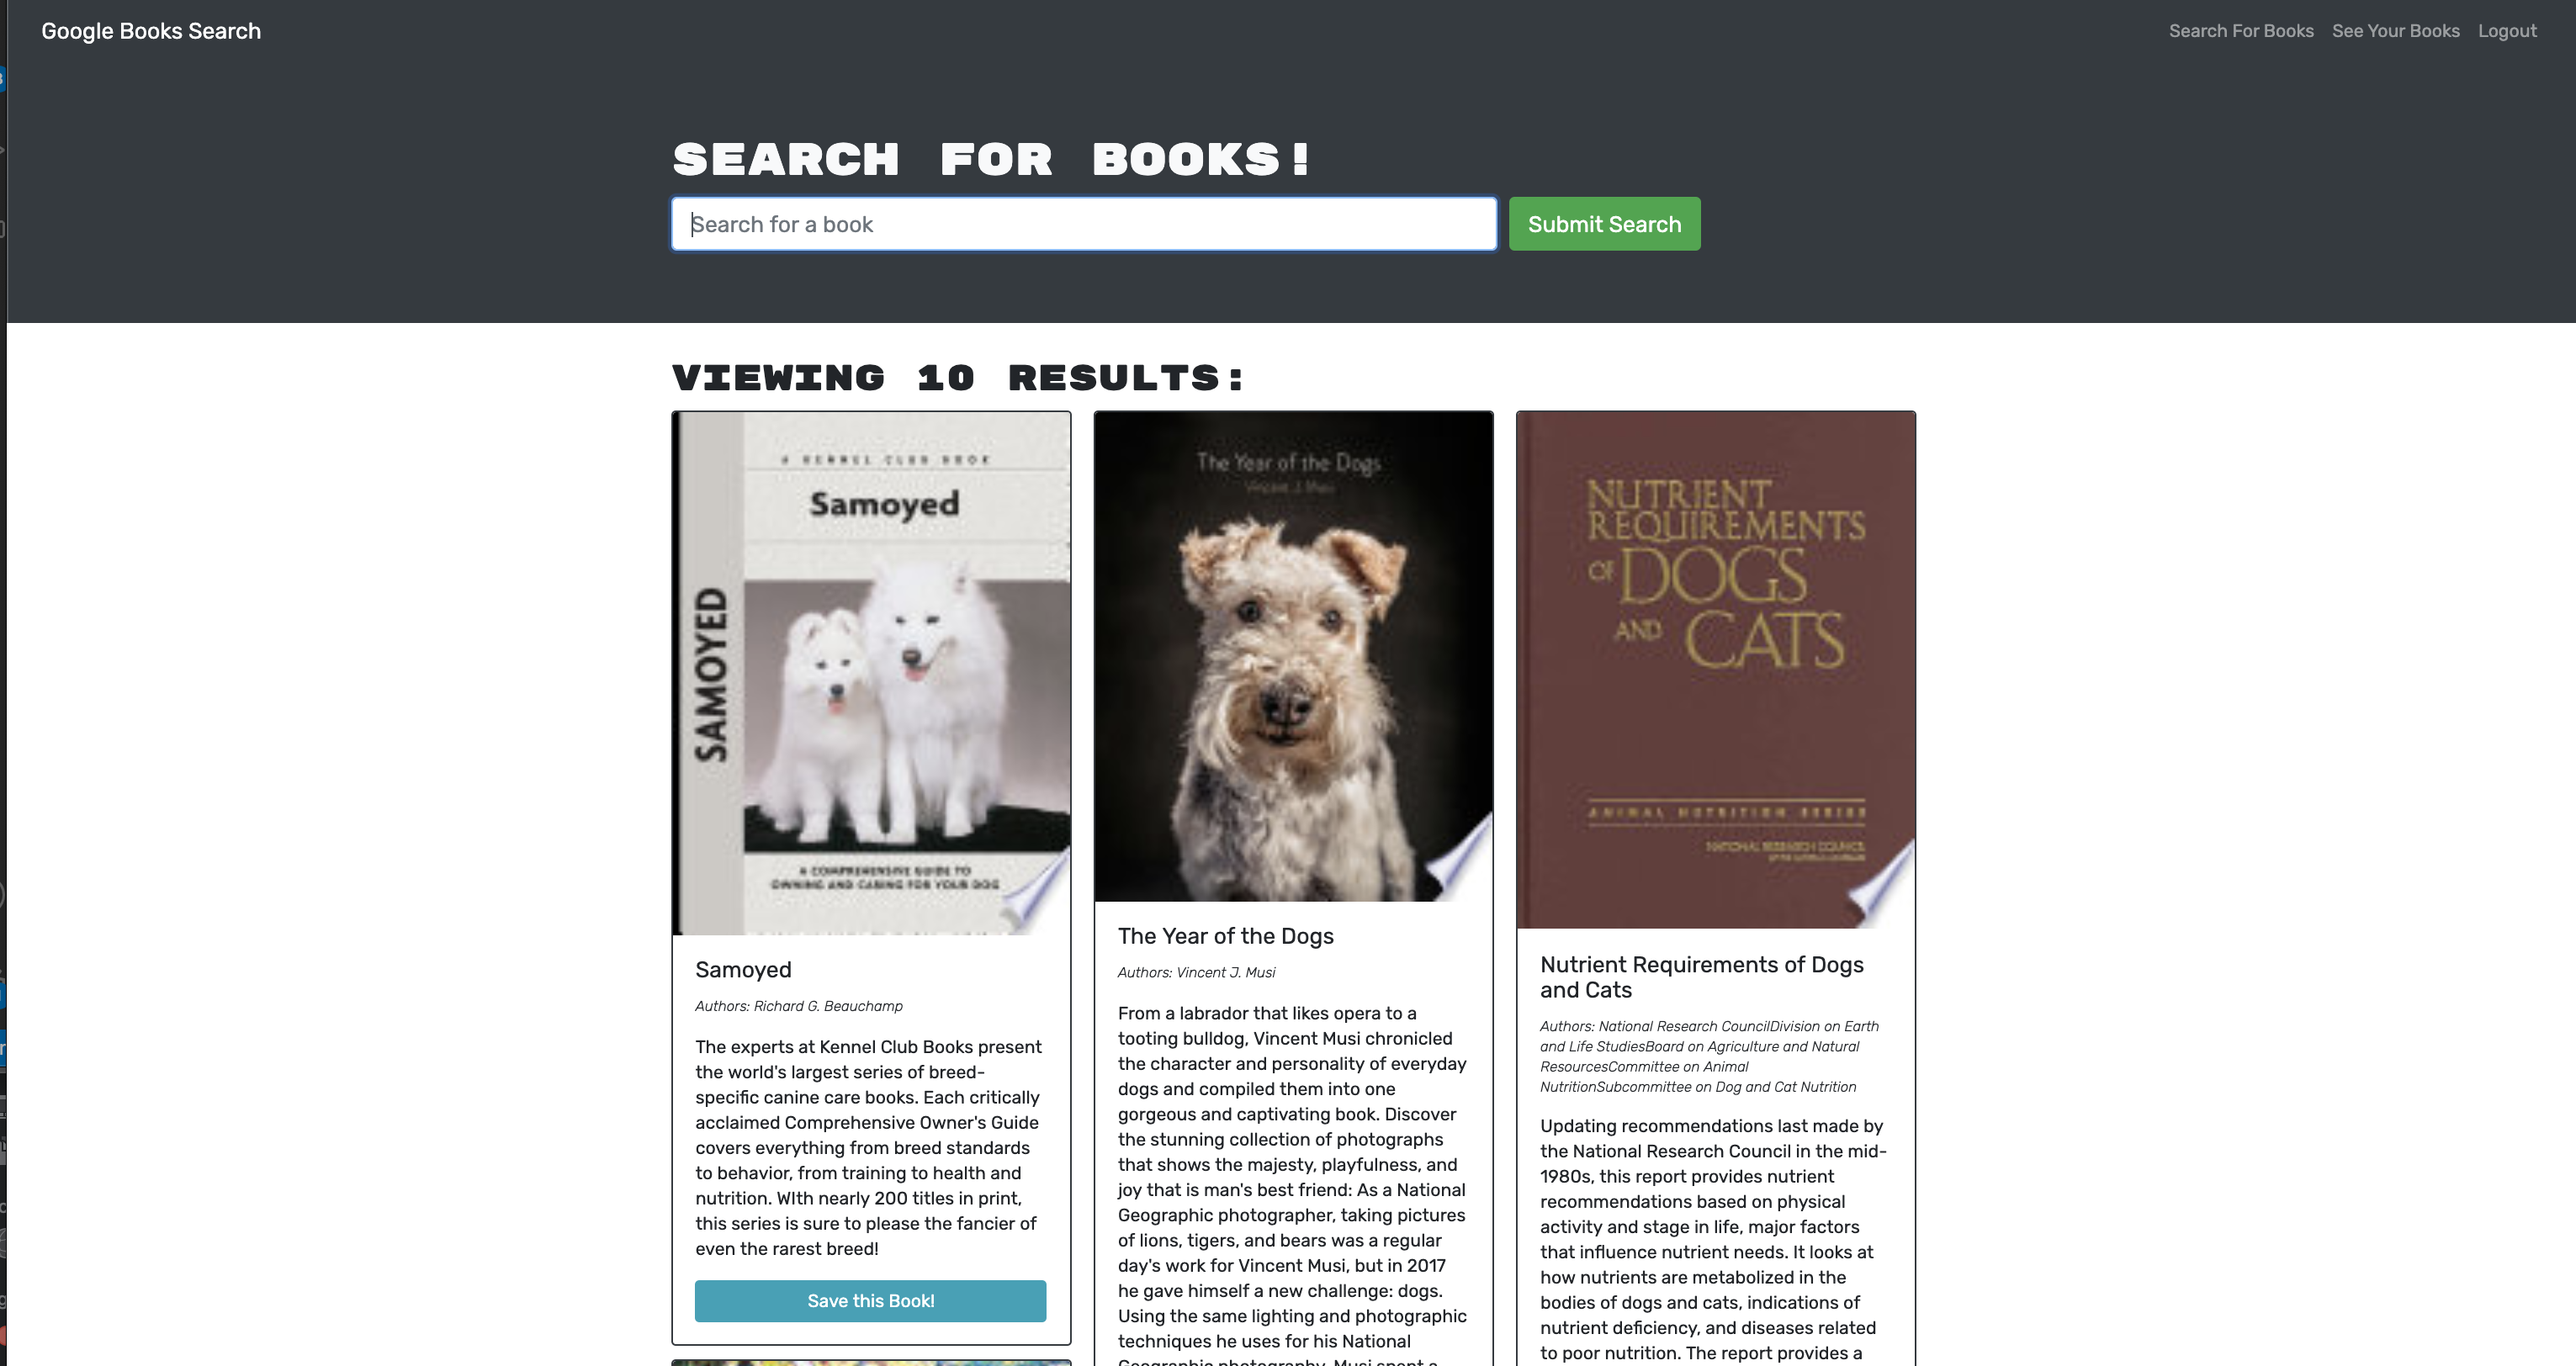 Google Books Search
Search For Books
See Your Books
Logout
SEARCH FOR BOOKS!
Search for a book
Submit Search
VIEWING 10 RESULTS:
A KENNEL CLUB BOOK
Samoyed
SAMOYED
A COMPREHENSIVE GUIDE TO
OWNING AND CARING FOR YOUR DOG
Samoyed
Authors: Richard G. Beauchamp
The experts at Kennel Club Books present
the world's largest series of breed-
specific canine care books. Each critically
acclaimed Comprehensive Owner's Guide
covers everything from breed standards
to behavior, from training to health and
nutrition. WIth nearly 200 titles in print,
this series is sure to please the fancier of
even the rarest breed!
Save this Book!
The Year of the Dogs
Vincent J. Musi
The Year of the Dogs
Authors: Vincent J. Musi
From a labrador that likes opera to a
tooting bulldog, Vincent Musi chronicled
the character and personality of everyday
dogs and compiled them into one
gorgeous and captivating book. Discover
the stunning collection of photographs
that shows the majesty, playfulness, and
joy that is man's best friend: As a National
Geographic photographer, taking pictures
of lions, tigers, and bears was a regular
day's work for Vincent Musi, but in 2017
he gave himself a new challenge: dogs.
Using the same lighting and photographic
techniques he uses for his National
Geographic photography, Musi spent a
NUTRIENT
REQUIREMENTS
OF DOGS
AND CATS
ANIMAL NUTRITION SERIES
NATIONAL RESEARCH COUNCIL
Nutrient Requirements of Dogs
and Cats
Authors: National Research CouncilDivision on Earth
and Life StudiesBoard on Agriculture and Natural
ResourcesCommittee on Animal
NutritionSubcommittee on Dog and Cat Nutrition
Updating recommendations last made by
the National Research Council in the mid-
1980s, this report provides nutrient
recommendations based on physical
activity and stage in life, major factors
that influence nutrient needs. It looks at
how nutrients are metabolized in the
bodies of dogs and cats, indications of
nutrient deficiency, and diseases related
to poor nutrition. The report provides a